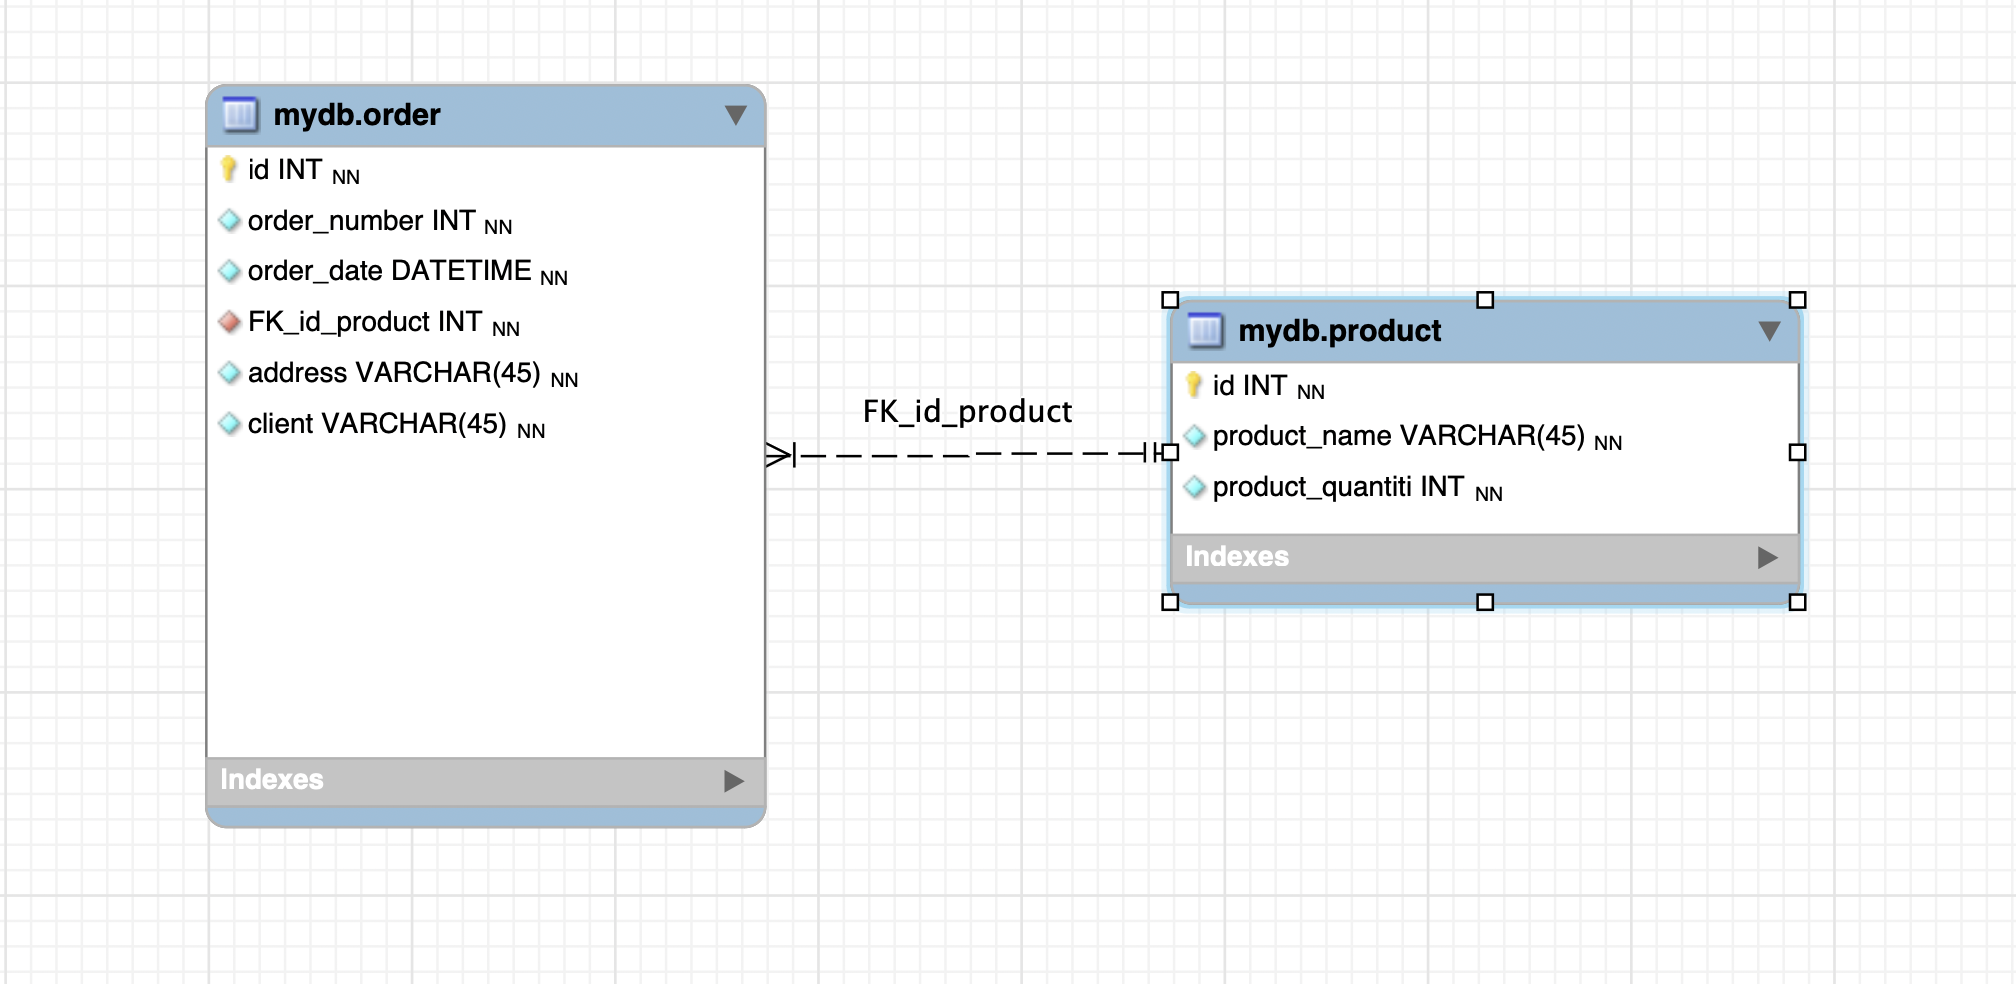 mydb.order
id INT NN
order_number INT NN
order_date DATETIME NN
FK_id_product INT NN
address VARCHAR(45) NN
client VARCHAR(45) NN
Indexes
FK_id_product
mydb.product
id INT NN
product_name VARCHAR(45) NN
product_quantiti INT NN
Indexes